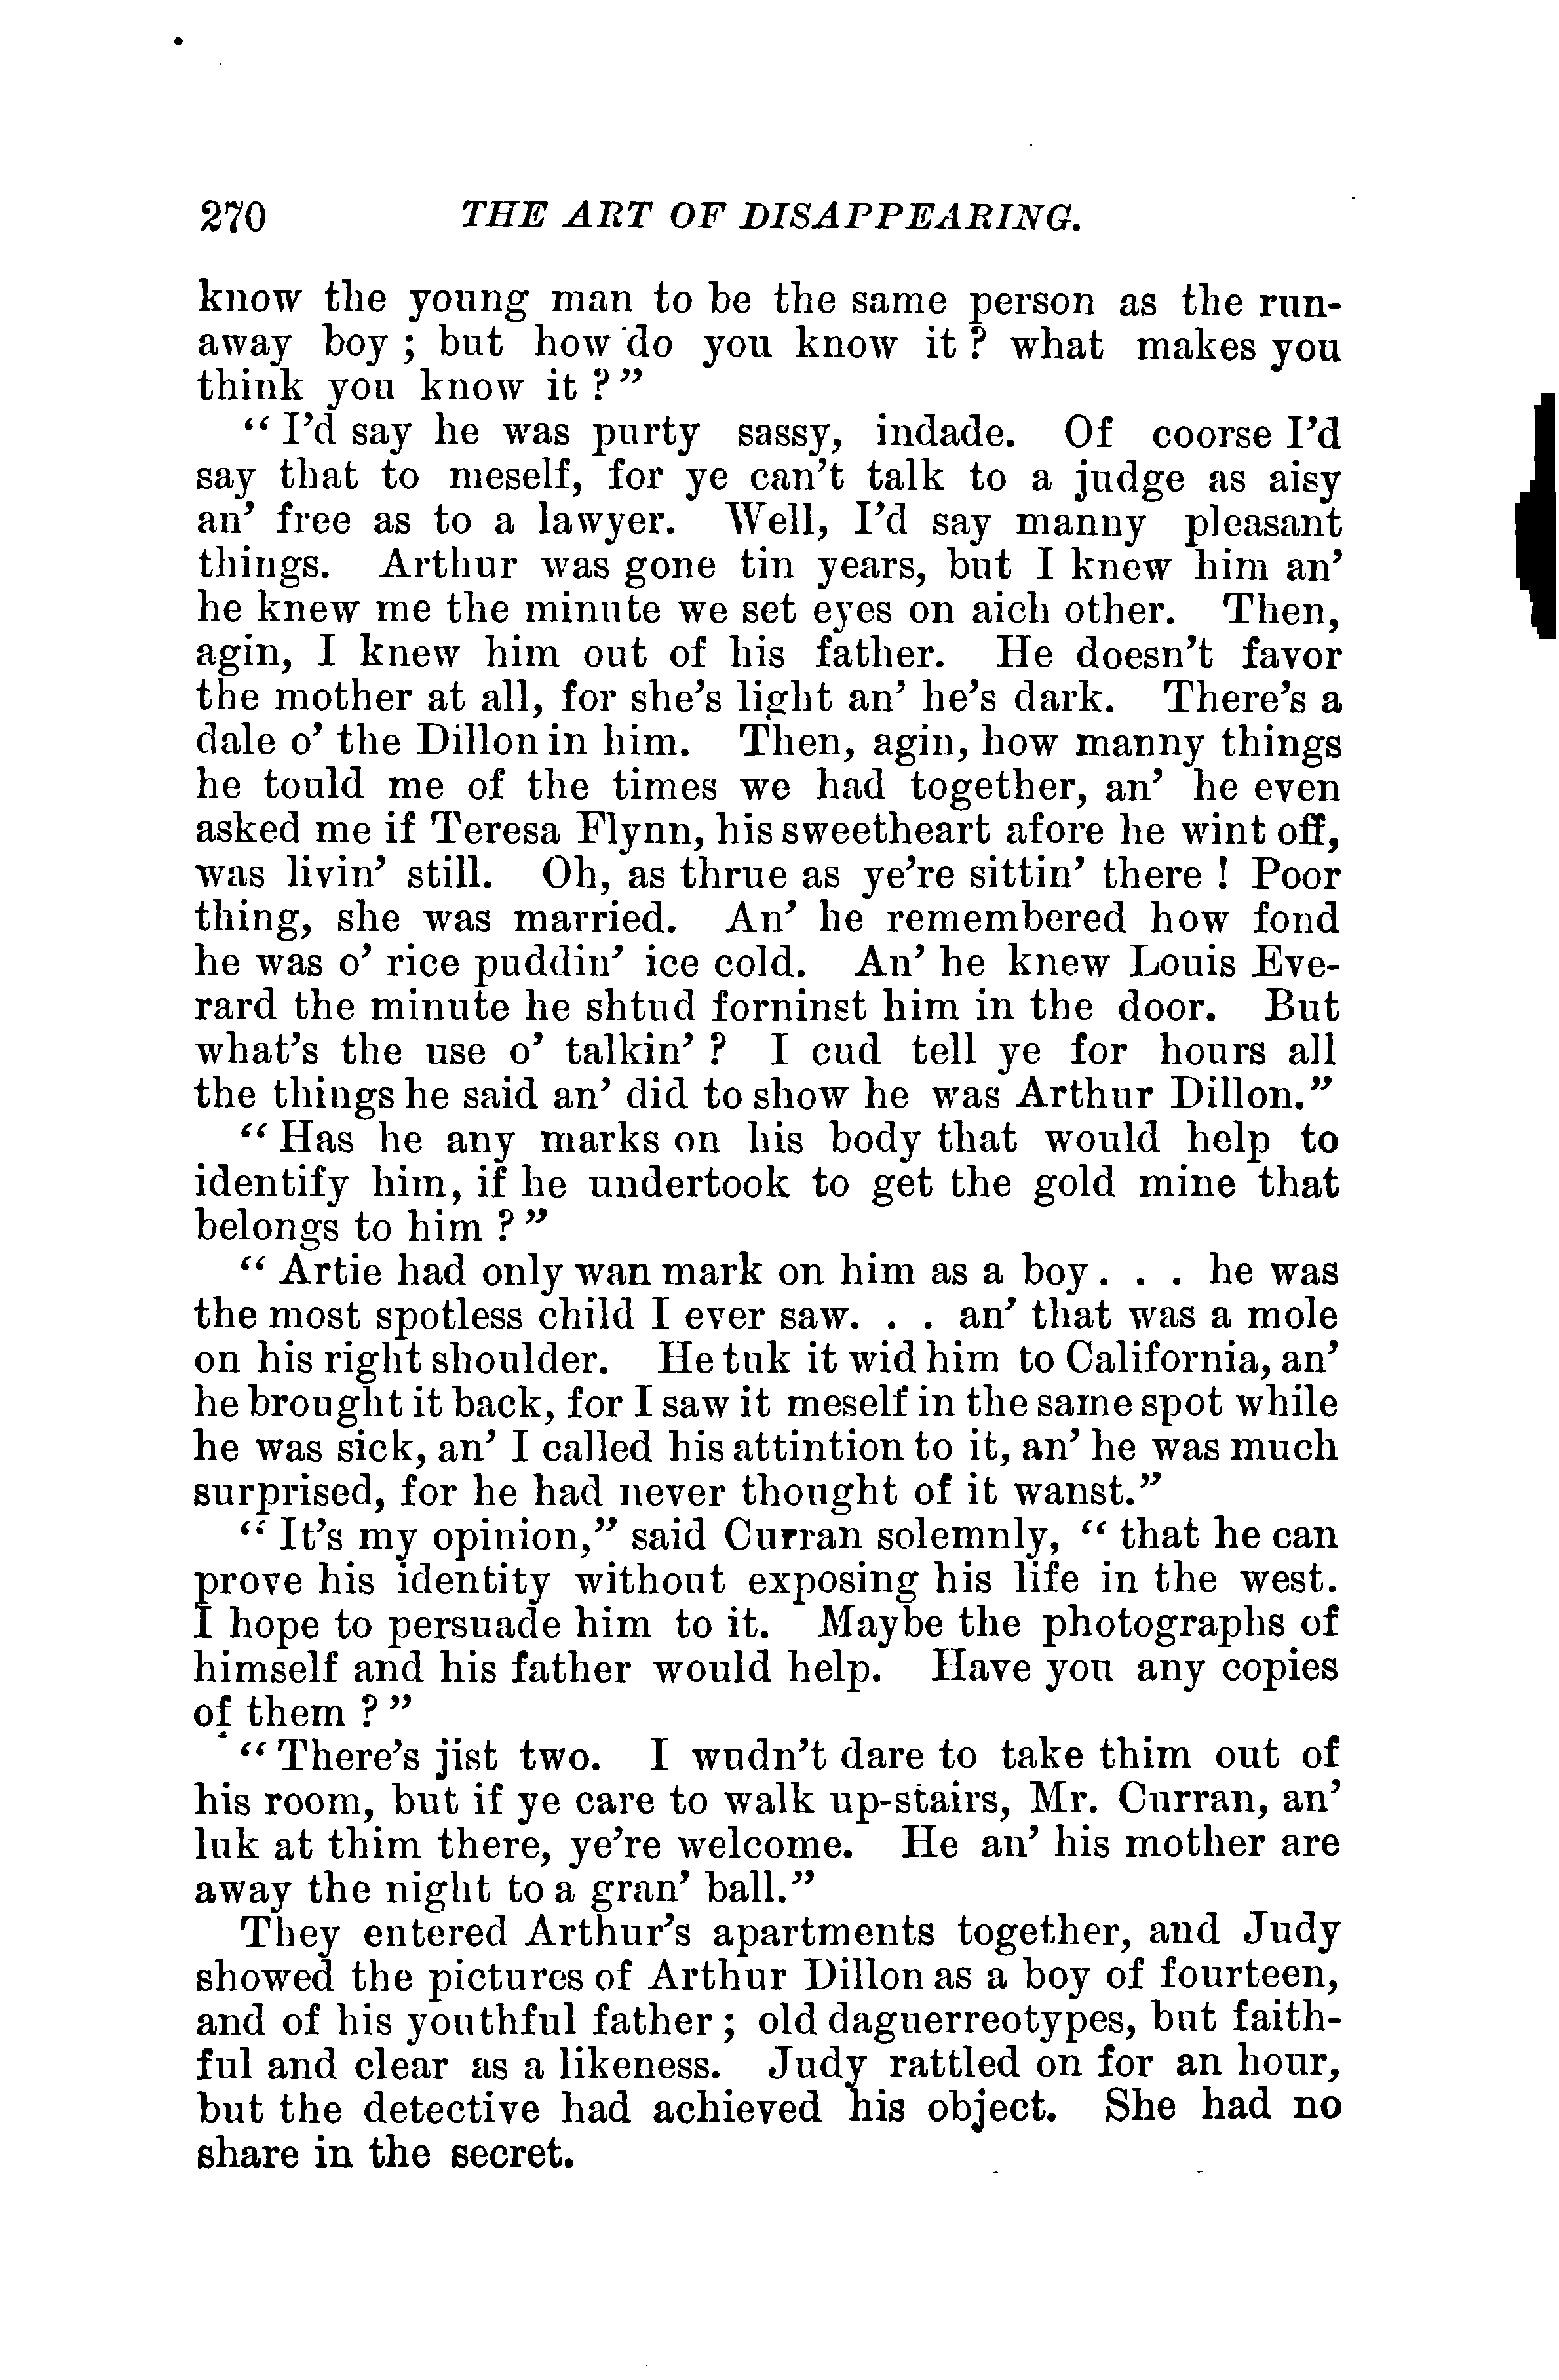 270 THE ART OF DISAPPEARING.
know the young man to be the same person as the run-
away boy ; but how do you know it ? what makes you
think you know it ?”
“ I’d say he was purty sassy, indade. Of coorse I’d
say that to meself, for ye can’t talk to a judge as aisy
an’ free as to a lawyer. Well, I’d say manny pleasant
things. Arthur was gone tin years, but I knew him an’
he knew me the minute we set eyes on aich other. Then,
agin, I knew him out of his father. He doesn’t favor
the mother at all, for she’s light an’ he’s dark. There’s a
dale o’ the Dillon in him. Then, agin, how manny things
he tould me of the times we had together, an’ he even
asked me if Teresa Flynn, his sweetheart afore he wint off,
was livin’ still. Oh, as thrue as ye’re sittin’ there ! Poor
thing, she was married. An’ he remembered how fond
he was o’ rice puddin’ ice cold. An’ he knew Louis Eve-
rard the minute he shtud forninst him in the door. But
what’s the use o’ talkin’ ? I cud tell ye for hours all
the things he said an’ did to show he was Arthur Dillon.”
“ Has he any marks on his body that would help to
identify him, if he undertook to get the gold mine that
belongs to him ?”
“ Artie had only wan mark on him as a boy . . . he was
the most spotless child I ever saw. . . an’ that was a mole
on his right shoulder. He tuk it wid him to California, an’
he brought it back, for I saw it meself in the same spot while
he was sick, an’ I called his attintion to it, an’ he was much
surprised, for he had never thought of it wanst.”
“ It’s my opinion,” said Curran solemnly, “ that he can
prove his identity without exposing his life in the west.
I hope to persuade him to it. Maybe the photographs of
himself and his father would help. Have you any copies
of them ?”
“ There’s jist two. I wudn’t dare to take thim out of
his room, but if ye care to walk up-stairs, Mr. Curran, an’
luk at thim there, ye’re welcome. He an’ his mother are
away the night to a gran’ ball.”
They entered Arthur’s apartments together, and Judy
showed the pictures of Arthur Dillon as a boy of fourteen,
and of his youthful father ; old daguerreotypes, but faith-
ful and clear as a likeness. Judy rattled on for an hour,
but the detective had achieved his object. She had no
share in the secret.